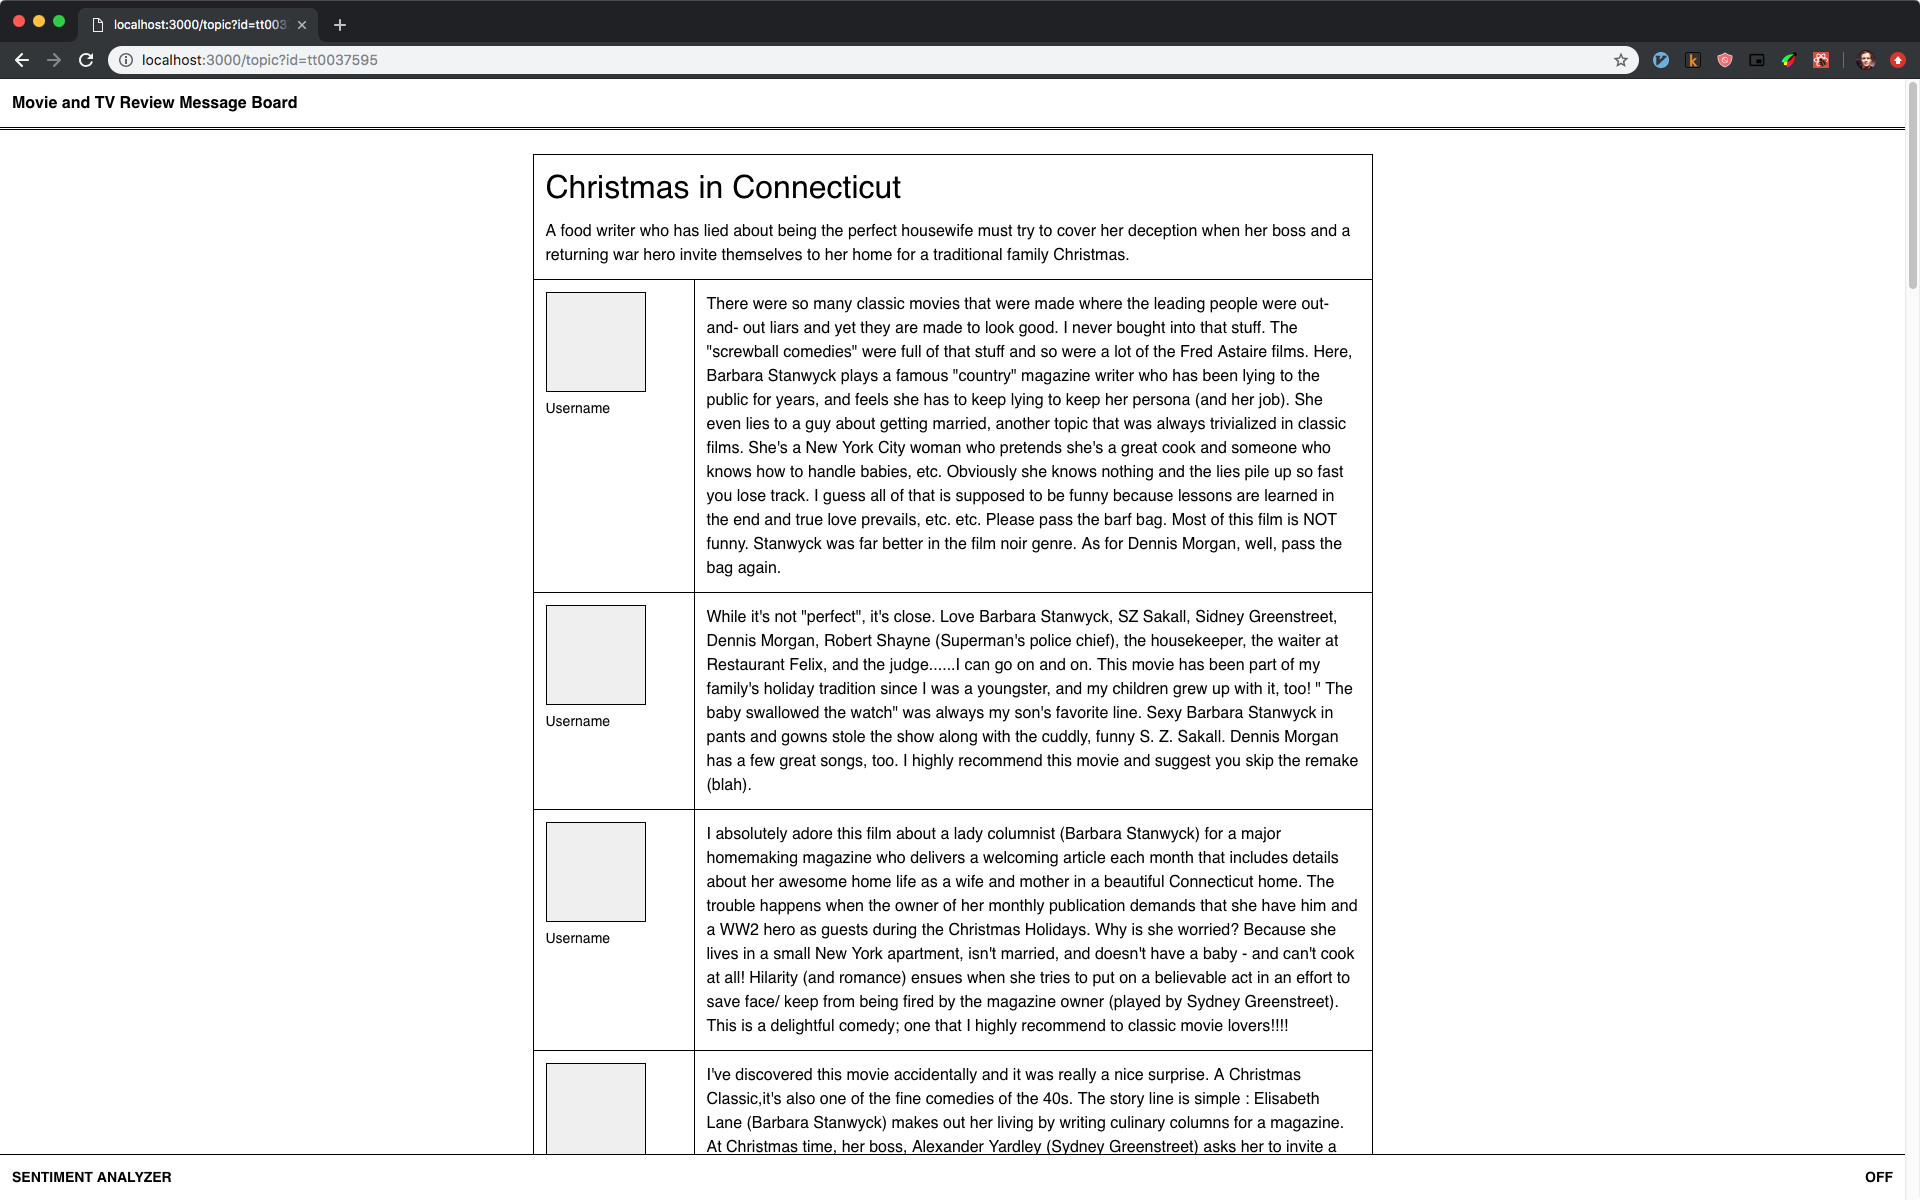 localhost:3000/topic?id=tt003
localhost:3000/topic?id=tt0037595
Movie and TV Review Message Board
Christmas in Connecticut
A food writer who has lied about being the perfect housewife must try to cover her deception when her boss and a
returning war hero invite themselves to her home for a traditional family Christmas.
Username
There were so many classic movies that were made where the leading people were out-
and- out liars and yet they are made to look good. I never bought into that stuff. The
"screwball comedies" were full of that stuff and so were a lot of the Fred Astaire films. Here,
Barbara Stanwyck plays a famous "country" magazine writer who has been lying to the
public for years, and feels she has to keep lying to keep her persona (and her job). She
even lies to a guy about getting married, another topic that was always trivialized in classic
films. She's a New York City woman who pretends she's a great cook and someone who
knows how to handle babies, etc. Obviously she knows nothing and the lies pile up so fast
you lose track. I guess all of that is supposed to be funny because lessons are learned in
the end and true love prevails, etc. etc. Please pass the barf bag. Most of this film is NOT
funny. Stanwyck was far better in the film noir genre. As for Dennis Morgan, well, pass the
bag again.
Username
While it's not "perfect", it's close. Love Barbara Stanwyck, SZ Sakall, Sidney Greenstreet,
Dennis Morgan, Robert Shayne (Superman's police chief), the housekeeper, the waiter at
Restaurant Felix, and the judge......I can go on and on. This movie has been part of my
family's holiday tradition since I was a youngster, and my children grew up with it, too! " The
baby swallowed the watch" was always my son's favorite line. Sexy Barbara Stanwyck in
pants and gowns stole the show along with the cuddly, funny S. Z. Sakall. Dennis Morgan
has a few great songs, too. I highly recommend this movie and suggest you skip the remake
(blah).
Username
I absolutely adore this film about a lady columnist (Barbara Stanwyck) for a major
homemaking magazine who delivers a welcoming article each month that includes details
about her awesome home life as a wife and mother in a beautiful Connecticut home. The
trouble happens when the owner of her monthly publication demands that she have him and
a WW2 hero as guests during the Christmas Holidays. Why is she worried? Because she
lives in a small New York apartment, isn't married, and doesn't have a baby - and can't cook
at all! Hilarity (and romance) ensues when she tries to put on a believable act in an effort to
save face/ keep from being fired by the magazine owner (played by Sydney Greenstreet).
This is a delightful comedy; one that I highly recommend to classic movie lovers!!!!
I've discovered this movie accidentally and it was really a nice surprise. A Christmas
Classic,it's also one of the fine comedies of the 40s. The story line is simple : Elisabeth
Lane (Barbara Stanwyck) makes out her living by writing culinary columns for a magazine.
At Christmas time, her boss, Alexander Yardley (Sydney Greenstreet) asks her to invite a
SENTIMENT ANALYZER
OFF